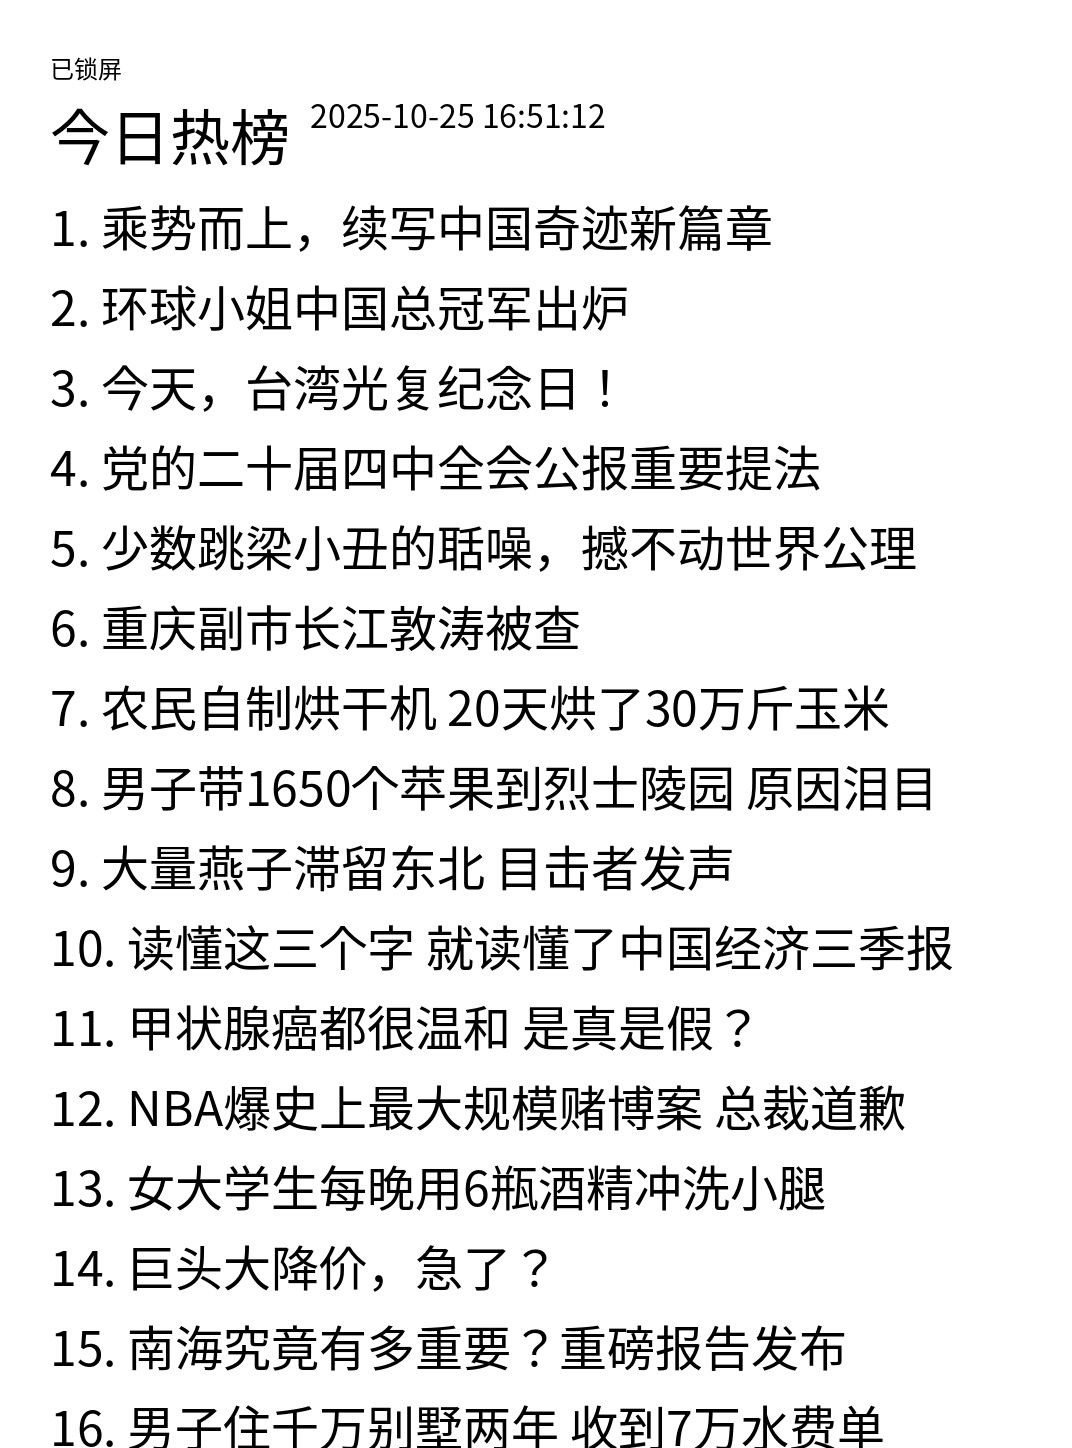 已锁屏
今日热榜 2025-10-25 16:51:12
1. 乘势而上，续写中国奇迹新篇章
2. 环球小姐中国总冠军出炉
3. 今天，台湾光复纪念日！
4. 党的二十届四中全会公报重要提法
5. 少数跳梁小丑的聒噪，撼不动世界公理
6. 重庆副市长江敦涛被查
7. 农民自制烘干机 20天烘了30万斤玉米
8. 男子带1650个苹果到烈士陵园 原因泪目
9. 大量燕子滞留东北 目击者发声
10. 读懂这三个字 就读懂了中国经济三季报
11. 甲状腺癌都很温和 是真是假？
12. NBA爆史上最大规模赌博案 总裁道歉
13. 女大学生每晚用6瓶酒精冲洗小腿
14. 巨头大降价，急了？
15. 南海究竟有多重要？重磅报告发布
16. 男子住千万别墅两年 收到7万水费单